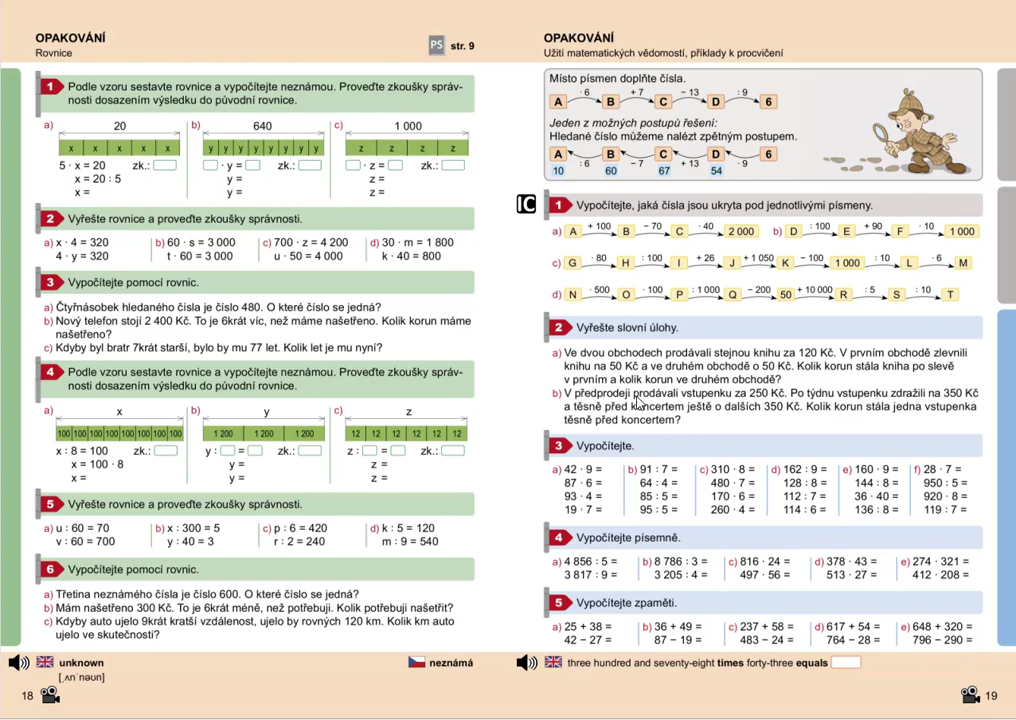 OPAKOVÁNÍ
Rovnice
PS str. 9
1 Podle vzoru sestavte rovnice a vypočítejte neznámou. Proveďte zkoušky správ-
nosti dosazením výsledku do původní rovnice.
a) 20 b) 640 c) 1 000
x x x x x y y y y y y y y z z z z
5 · x = 20 zk.: · y = zk.: · z = zk.:
x = 20 : 5 y = z =
x = y = z =
2 Vyřešte rovnice a proveďte zkoušky správnosti.
a) x · 4 = 320 b) 60 · s = 3 000 c) 700 · z = 4 200 d) 30 · m = 1 800
4 · y = 320 t · 60 = 3 000 u · 50 = 4 000 k · 40 = 800
3 Vypočítejte pomocí rovnic.
a) Čtyřnásobek hledaného čísla je číslo 480. O které číslo se jedná?
b) Nový telefon stojí 2 400 Kč. To je 6krát víc, než máme našetřeno. Kolik korun máme
našetřeno?
c) Kdyby byl bratr 7krát starší, bylo by mu 77 let. Kolik let je mu nyní?
4 Podle vzoru sestavte rovnice a vypočítejte neznámou. Proveďte zkoušky správ-
nosti dosazením výsledku do původní rovnice.
a) x b) y c) z
100 100 100 100 100 100 100 100 1 200 1 200 1 200 12 12 12 12 12 12
x : 8 = 100 zk.: y : = zk.: z : = zk.:
x = 100 · 8 y = z =
x = y = z =
5 Vyřešte rovnice a proveďte zkoušky správnosti.
a) u : 60 = 70 b) x : 300 = 5 c) p : 6 = 420 d) k : 5 = 120
v : 60 = 700 y : 40 = 3 r : 2 = 240 m : 9 = 540
6 Vypočítejte pomocí rovnic.
a) Třetina neznámého čísla je číslo 600. O které číslo se jedná?
b) Mám našetřeno 300 Kč. To je 6krát méně, než potřebuji. Kolik potřebuji našetřit?
c) Kdyby auto ujelo 9krát kratší vzdálenost, ujelo by rovných 120 km. Kolik km auto
ujelo ve skutečnosti?
unknown neznámá
[ˌʌnˈnəʊn]
18
OPAKOVÁNÍ
Užití matematických vědomostí, příklady k procvičení
Místo písmen doplňte čísla.
· 6 + 7 − 13 : 9
A B C D 6
Jeden z možných postupů řešení:
Hledané číslo můžeme nalézt zpětným postupem.
A B C D 6
: 6 − 7 + 13 · 9
10 60 67 54
IC
1 Vypočítejte, jaká čísla jsou ukryta pod jednotlivými písmeny.
a) A + 100 B − 70 C · 40 2 000 b) D : 100 E + 90 F · 10 1 000
c) G · 80 H : 100 I + 26 J + 1 050 K − 100 1 000 : 10 L · 6 M
d) N · 500 O · 100 P : 1 000 Q − 200 50 + 10 000 R : 5 S : 10 T
2 Vyřešte slovní úlohy.
a) Ve dvou obchodech prodávali stejnou knihu za 120 Kč. V prvním obchodě zlevnili
knihu na 50 Kč a ve druhém obchodě o 50 Kč. Kolik korun stála kniha po slevě
v prvním a kolik korun ve druhém obchodě?
b) V předprodeji prodávali vstupenku za 250 Kč. Po týdnu vstupenku zdražili na 350 Kč
a těsně před koncertem ještě o dalších 350 Kč. Kolik korun stála jedna vstupenka
těsně před koncertem?
3 Vypočítejte.
a) 42 · 9 = b) 91 : 7 = c) 310 · 8 = d) 162 : 9 = e) 160 · 9 = f) 28 · 7 =
87 · 6 = 64 : 4 = 480 · 7 = 128 : 8 = 144 : 8 = 950 : 5 =
93 · 4 = 85 : 5 = 170 · 6 = 112 : 7 = 36 · 40 = 920 · 8 =
19 · 7 = 95 : 5 = 260 · 4 = 114 : 6 = 136 : 8 = 119 : 7 =
4 Vypočítejte písemně.
a) 4 856 : 5 = b) 8 786 : 3 = c) 816 · 24 = d) 378 · 43 = e) 274 · 321 =
3 817 : 9 = 3 205 : 4 = 497 · 56 = 513 · 27 = 412 · 208 =
5 Vypočítejte zpaměti.
a) 25 + 38 = b) 36 + 49 = c) 237 + 58 = d) 617 + 54 = e) 648 + 320 =
42 − 27 = 87 − 19 = 483 − 24 = 764 − 28 = 796 − 290 =
three hundred and seventy-eight times forty-three equals
19